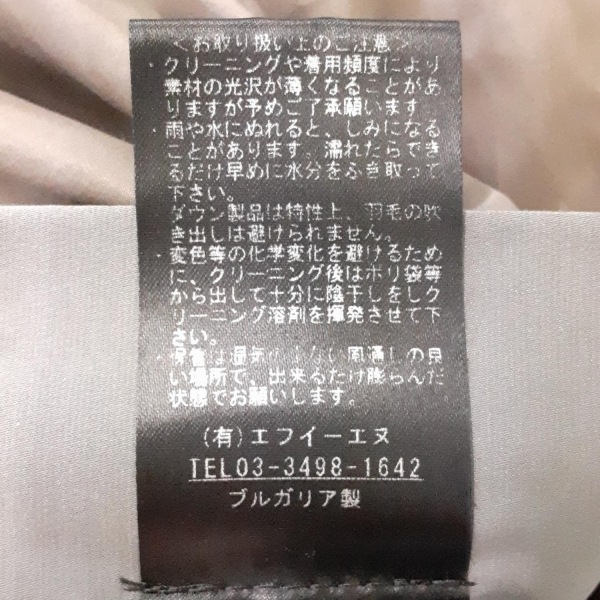 <お取り扱い上のご注意>
・クリーニングや着用頻度により
素材の光沢が薄くなることがあ
りますが予めご了承願います
・雨や水にぬれると、しみになる
ことがあります。濡れたらでき
るだけ早めに水分をふき取って
下さい。
ダウン製品は特性上、羽毛の吹
き出しは避けられません。
・変色等の化学変化を避けるため
に、クリーニング後はポリ袋等
から出して十分に陰干しをしク
リーニング溶剤を揮発させて下
さい。
・保管は湿気の少ない風通しの良
い場所で、出来るだけ膨らんだ
状態でお願いします。
(有)エフイーエヌ
TEL03-3498-1642
ブルガリア製